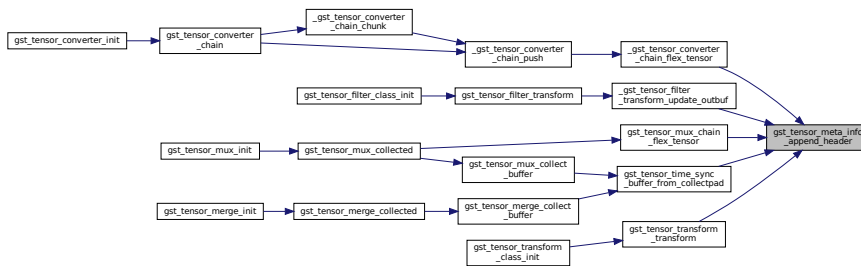 _gst_tensor_converter
_chain_chunk
gst_tensor_converter_init
gst_tensor_converter
_chain
_gst_tensor_converter
_chain_push
_gst_tensor_converter
_chain_flex_tensor
gst_tensor_filter_class_init
gst_tensor_filter_transform
_gst_tensor_filter
_transform_update_outbuf
gst_tensor_meta_info
_append_header
gst_tensor_mux_init
gst_tensor_mux_collected
gst_tensor_mux_chain
_flex_tensor
gst_tensor_mux_collect
_buffer
gst_tensor_time_sync
_buffer_from_collectpad
gst_tensor_merge_init
gst_tensor_merge_collected
gst_tensor_merge_collect
_buffer
gst_tensor_transform
_transform
gst_tensor_transform
_class_init